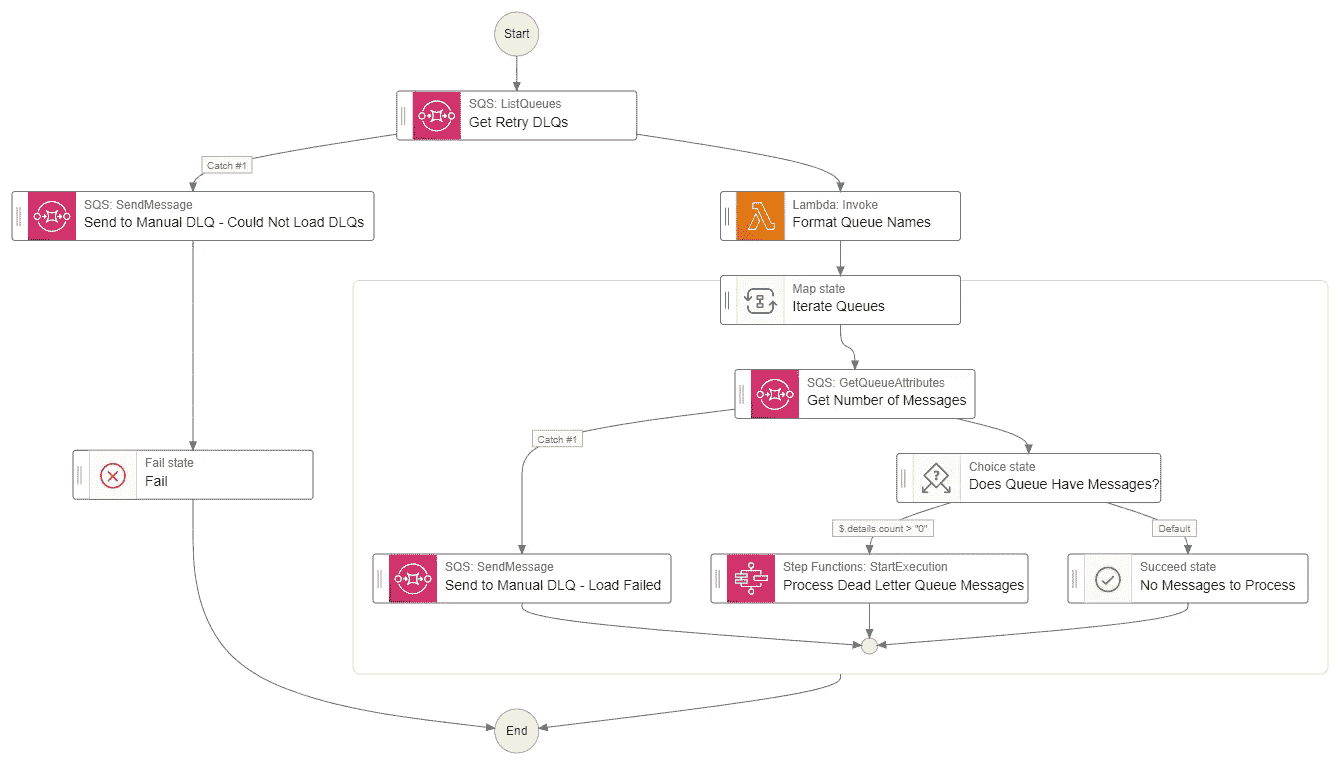 Start
SQS: ListQueues
Get Retry DLQs
Catch #1
SQS: SendMessage
Send to Manual DLQ - Could Not Load DLQs
Lambda: Invoke
Format Queue Names
Map state
Iterate Queues
SQS: GetQueueAttributes
Get Number of Messages
Catch #1
Fail state
Fail
Choice state
Does Queue Have Messages?
$.details.count > "0"
Default
SQS: SendMessage
Send to Manual DLQ - Load Failed
Step Functions: StartExecution
Process Dead Letter Queue Messages
Succeed state
No Messages to Process
End